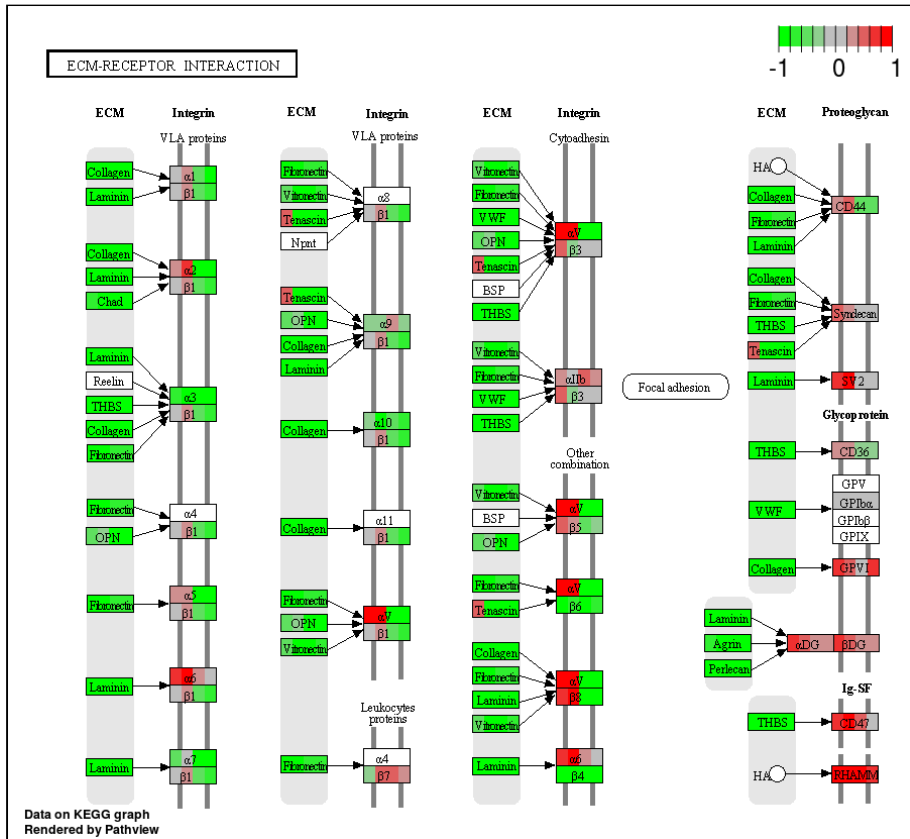 -1 0 1
ECM-RECEPTOR INTERACTION
ECM Integrin
VLA proteins
Collagen
Laminin
α1
β1
Collagen
Laminin
Chad
α2
β1
Laminin
Reelin
THBS
Collagen
Fibronectin
α3
β1
Fibronectin
OPN
α4
β1
Fibronectin
α5
β1
Laminin
α6
β1
Laminin
α7
β1
ECM Integrin
VLA proteins
Fibronectin
Vitronectin
Tenascin
Npnt
α8
β1
Tenascin
OPN
Collagen
Laminin
α9
β1
Collagen
α10
β1
Collagen
α11
β1
Fibronectin
OPN
Vitronectin
αV
β1
Leukocytes
proteins
Fibronectin
α4
β7
ECM Integrin
Cytoadhesin
Vitronectin
Fibronectin
VWF
OPN
Tenascin
BSP
THBS
αV
β3
Vitronectin
Fibronectin
VWF
THBS
αIIb
β3
Other
combination
Vitronectin
BSP
OPN
αV
β5
Fibronectin
Tenascin
αV
β6
Collagen
Fibronectin
Laminin
Vitronectin
αV
β8
Laminin
α6
β4
Focal adhesion
ECM Proteoglycan
HA
Collagen
Fibronectin
Laminin
CD44
Collagen
Fibronectin
THBS
Tenascin
Syndecan
Laminin
SV2
Glycoprotein
THBS
CD36
VWF
GPV
GPIbα
GPIbβ
GPIX
Collagen
GPVI
Laminin
Agrin
Perlecan
αDG βDG
Ig-SF
THBS
CD47
HA
RHAMM
Data on KEGG graph
Rendered by Pathview